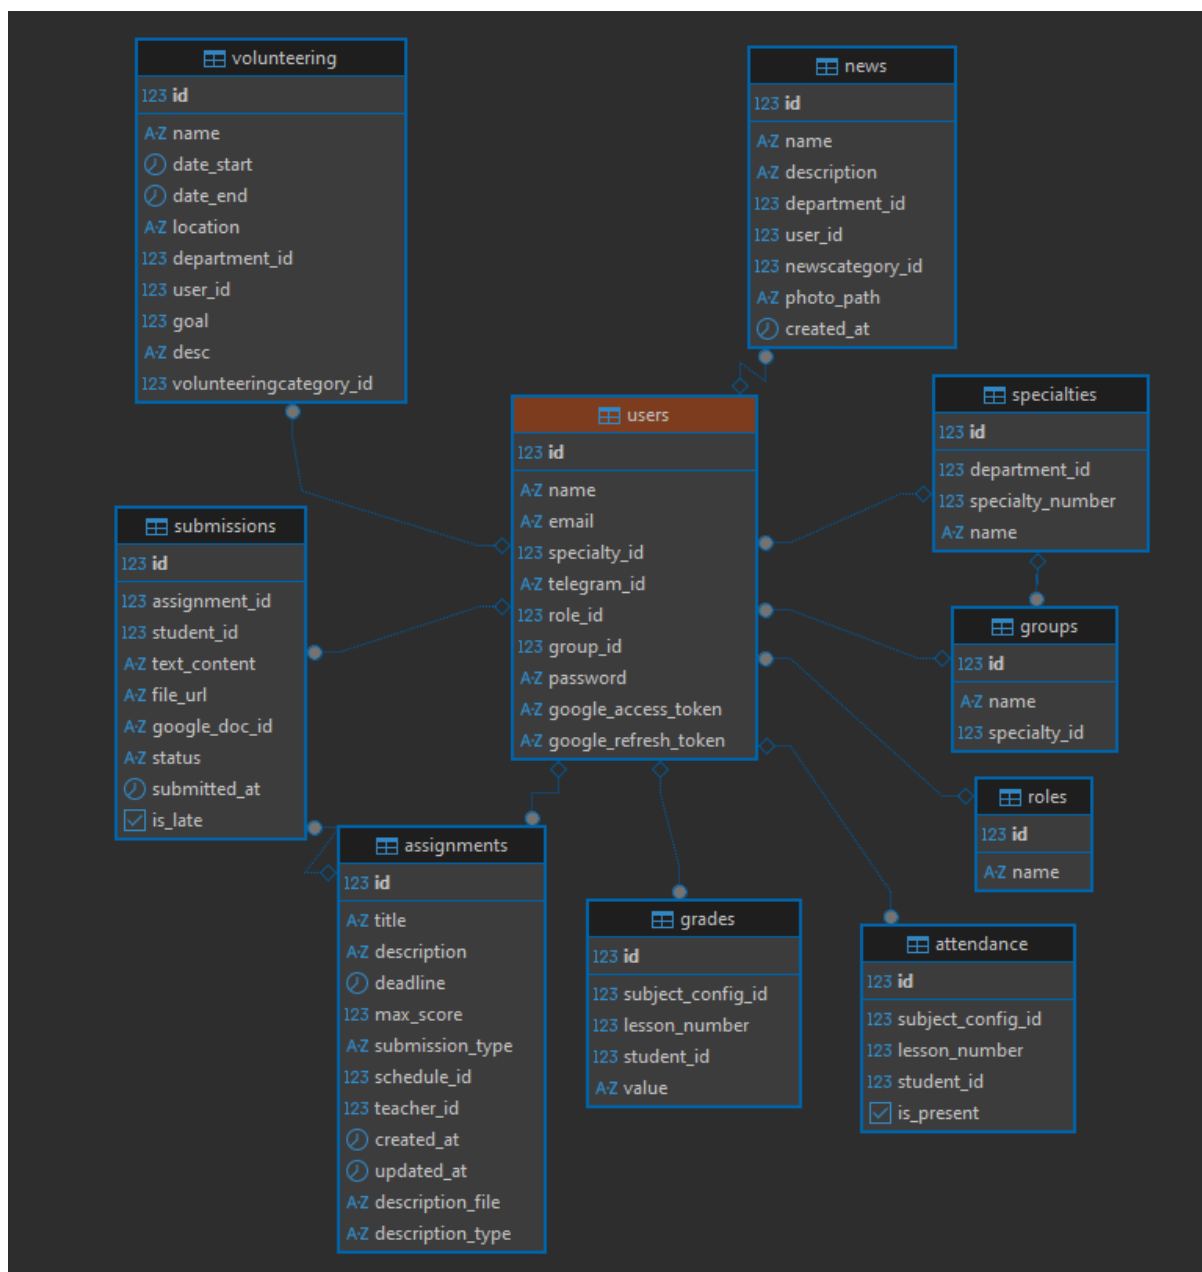 volunteering
123 id
A-Z name
date_start
date_end
A-Z location
123 department_id
123 user_id
123 goal
A-Z desc
123 volunteeringcategory_id
news
123 id
A-Z name
A-Z description
123 department_id
123 user_id
123 newscategory_id
A-Z photo_path
created_at
users
123 id
A-Z name
A-Z email
123 specialty_id
A-Z telegram_id
123 role_id
123 group_id
A-Z password
A-Z google_access_token
A-Z google_refresh_token
specialties
123 id
123 department_id
123 specialty_number
A-Z name
submissions
123 id
123 assignment_id
123 student_id
A-Z text_content
A-Z file_url
A-Z google_doc_id
A-Z status
submitted_at
is_late
groups
123 id
A-Z name
123 specialty_id
roles
123 id
A-Z name
assignments
123 id
A-Z title
A-Z description
deadline
123 max_score
A-Z submission_type
123 schedule_id
123 teacher_id
created_at
updated_at
A-Z description_file
A-Z description_type
grades
123 id
123 subject_config_id
123 lesson_number
123 student_id
A-Z value
attendance
123 id
123 subject_config_id
123 lesson_number
123 student_id
is_present